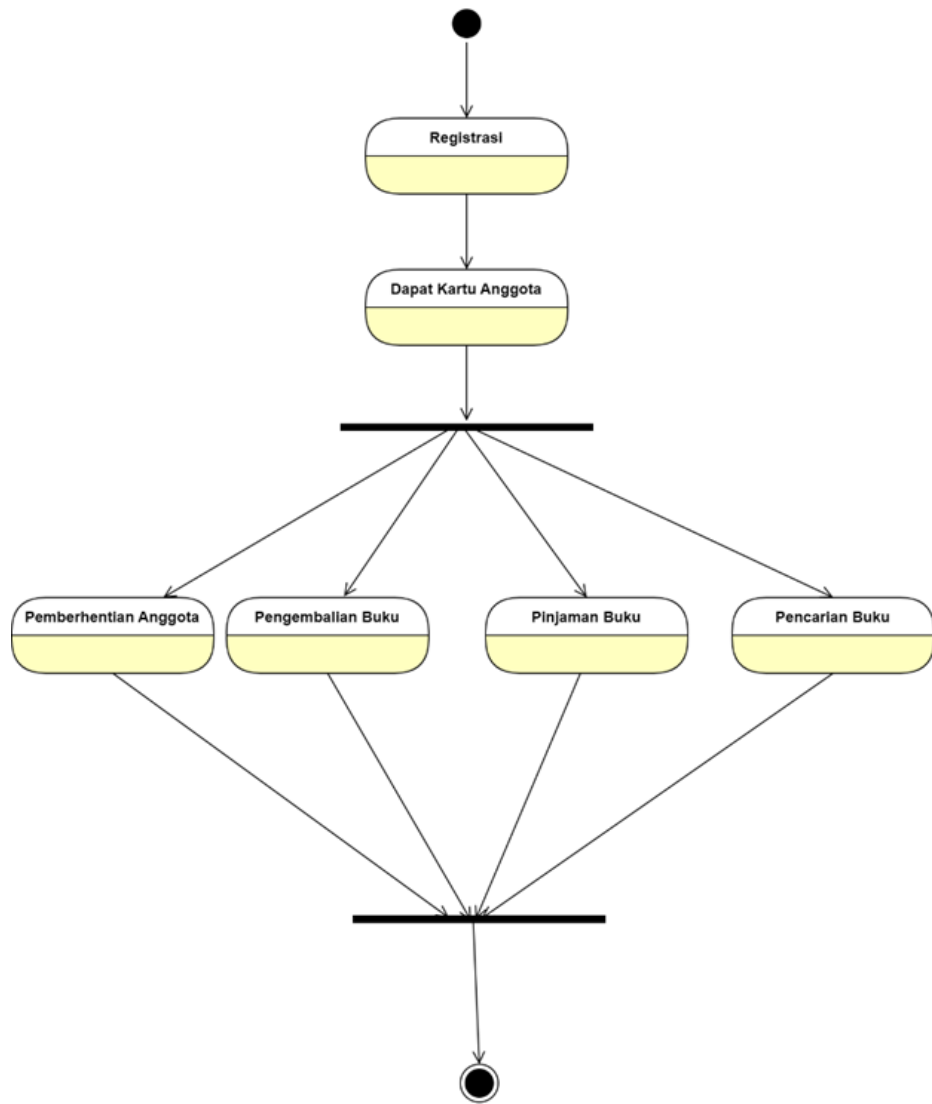 Registrasi
Dapat Kartu Anggota
Pemberhentian Anggota
Pengembalian Buku
Pinjaman Buku
Pencarian Buku